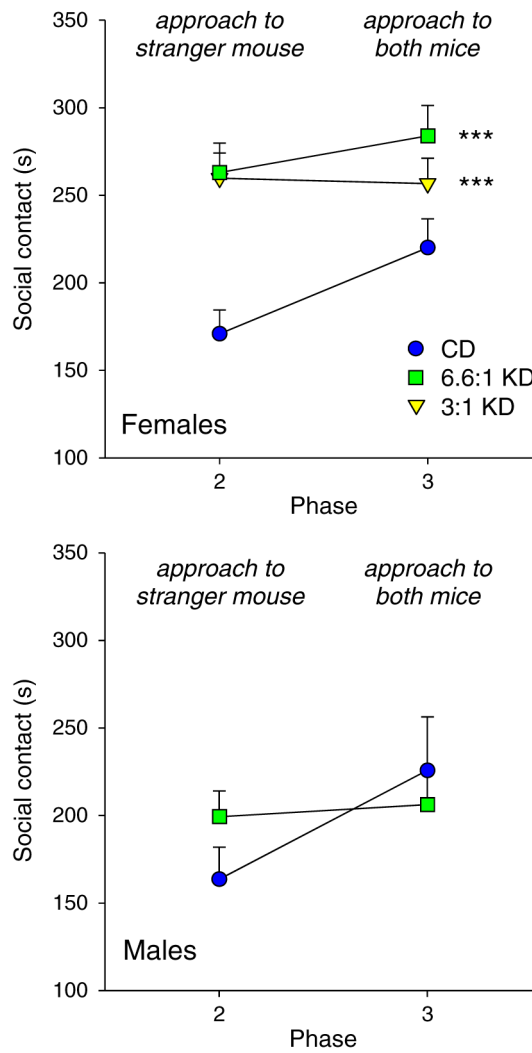 350
300
250
200
150
100
Social contact (s)
approach to
stranger mouse
approach to
both mice
***
***
CD
6.6:1 KD
3:1 KD
Females
2
3
Phase
350
300
250
200
150
100
Social contact (s)
approach to
stranger mouse
approach to
both mice
Males
2
3
Phase